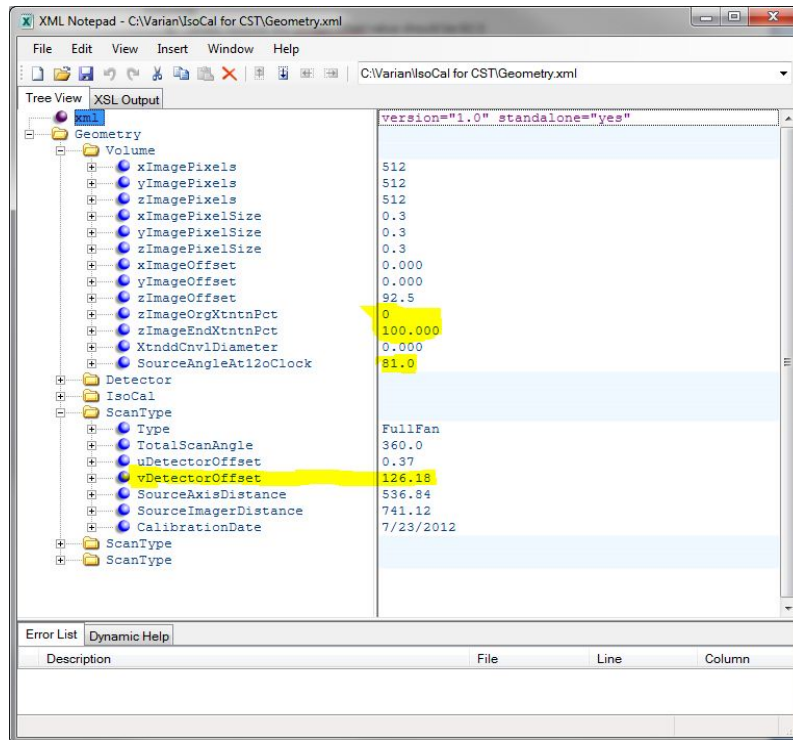 XML Notepad - C:\Varian\IsoCal for CST\Geometry.xml
File Edit View Insert Window Help
C:\Varian\IsoCal for CST\Geometry.xml
Tree View XSL Output
xml version="1.0" standalone="yes"
Geometry
Volume
xImagePixels 512
yImagePixels 512
zImagePixels 512
xImagePixelSize 0.3
yImagePixelSize 0.3
zImagePixelSize 0.3
xImageOffset 0.000
yImageOffset 0.000
zImageOffset 92.5
zImageOrgXtntnPct 0
zImageEndXtntnPct 100.000
XtnddCnvlDiameter 0.000
SourceAngleAt12oClock 81.0
Detector
IsoCal
ScanType
Type FullFan
TotalScanAngle 360.0
uDetectorOffset 0.37
vDetectorOffset 126.18
SourceAxisDistance 536.84
SourceImagerDistance 741.12
CalibrationDate 7/23/2012
ScanType
ScanType
Error List Dynamic Help
Description File Line Column